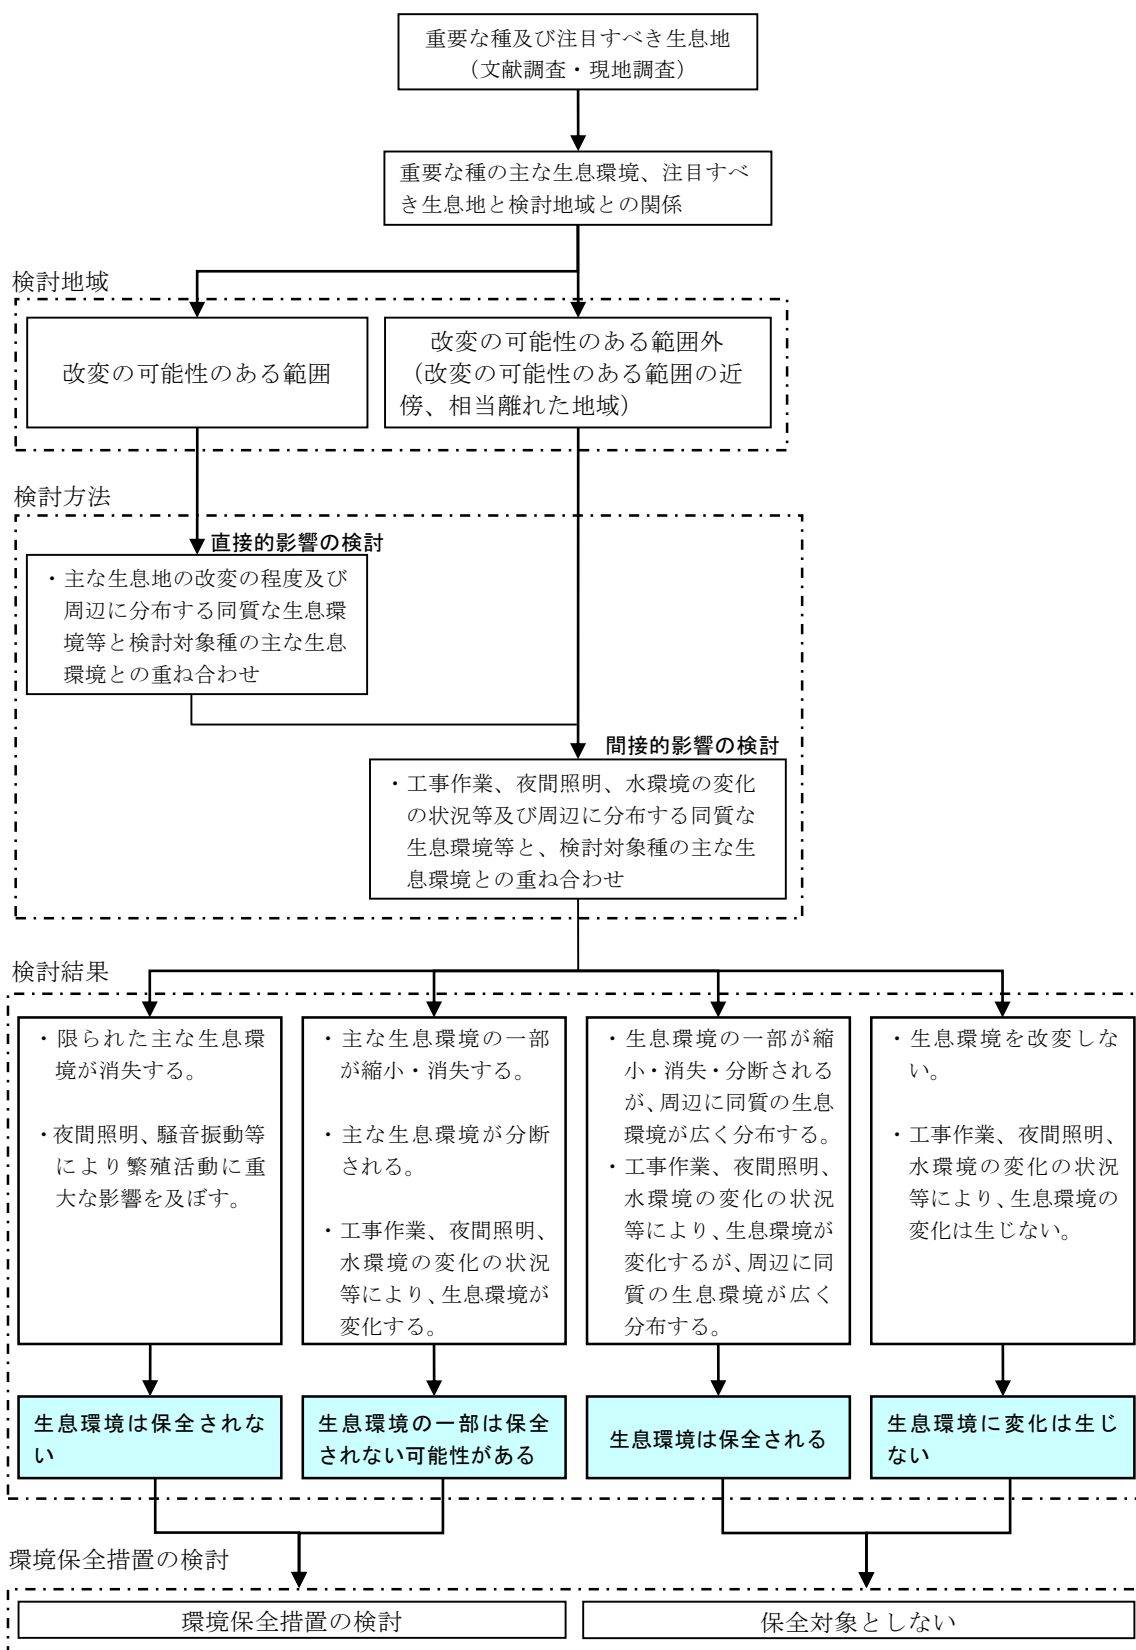 重要な種及び注目すべき生息地
（文献調査・現地調査）
重要な種の主な生息環境、注目すべ
き生息地と検討地域との関係
検討地域
改変の可能性のある範囲
改変の可能性のある範囲外
（改変の可能性のある範囲の近
傍、相当離れた地域）
検討方法
直接的影響の検討
・主な生息地の改変の程度及び
周辺に分布する同質な生息環
境等と検討対象種の主な生息
環境との重ね合わせ
間接的影響の検討
・工事作業、夜間照明、水環境の変化
の状況等及び周辺に分布する同質な
生息環境等と、検討対象種の主な生
息環境との重ね合わせ
検討結果
・限られた主な生息環
境が消失する。
・夜間照明、騒音振動等
により繁殖活動に重
大な影響を及ぼす。
・主な生息環境の一部
が縮小・消失する。
・主な生息環境が分断
される。
・工事作業、夜間照明、
水環境の変化の状況
等により、生息環境が
変化する。
・生息環境の一部が縮
小・消失・分断される
が、周辺に同質の生息
環境が広く分布する。
・工事作業、夜間照明、
水環境の変化の状況
等により、生息環境が
変化するが、周辺に同
質の生息環境が広く
分布する。
・生息環境を改変しな
い。
・工事作業、夜間照明、
水環境の変化の状況
等により、生息環境の
変化は生じない。
生息環境は保全されな
い
生息環境の一部は保全
されない可能性がある
生息環境は保全される
生息環境に変化は生じ
ない
環境保全措置の検討
環境保全措置の検討
保全対象としない